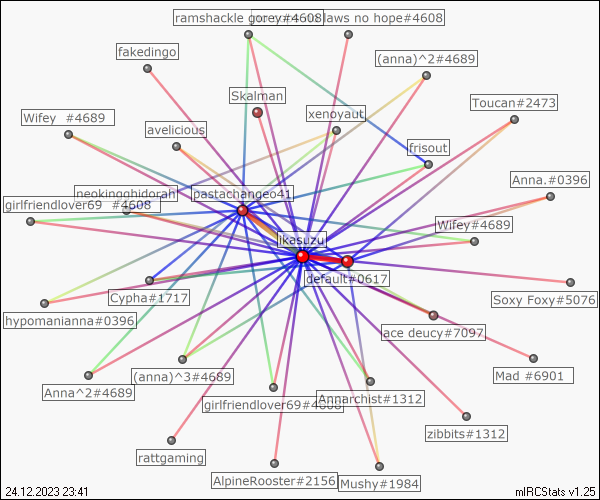 ramshackle gorey#4608
laws no hope#4608
fakedingo
(anna)^2#4689
Skalman
Toucan#2473
xenoyaut
Wifey  #4689
avelicious
frisout
Anna.#0396
neokingghidorah
pastachangeo41
girlfriendlover69  #4608
Wifey#4689
ikasuzu
default#0617
Cypha#1717
Soxy Foxy#5076
hypomanianna#0396
ace deucy#7097
(anna)^3#4689
Mad #6901
Anna^2#4689
Annarchist#1312
girlfriendlover69#4608
zibbits#1312
rattgaming
AlpineRooster#2156
Mushy#1984
24.12.2023 23:41
mIRCStats v1.25